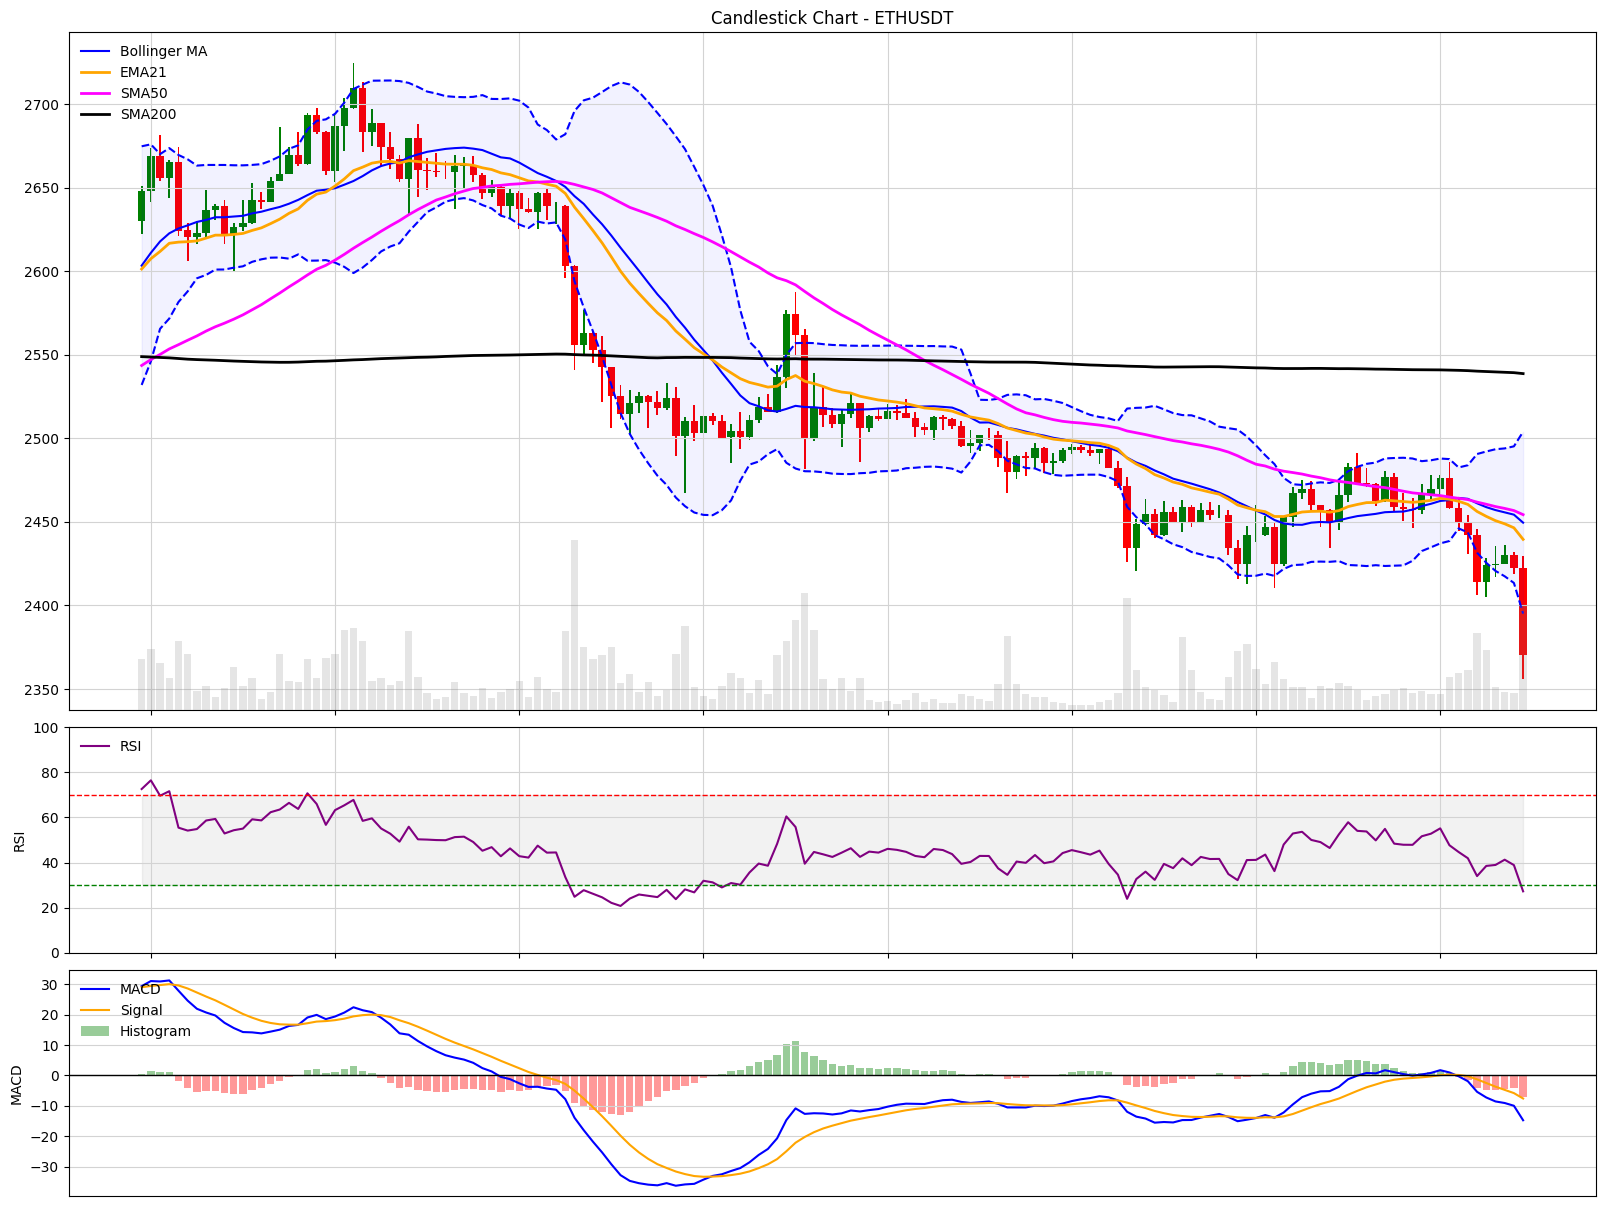 Candlestick Chart - ETHUSDT
Bollinger MA
EMA21
SMA50
SMA200
2700
2650
2600
2550
2500
2450
2400
2350
RSI
RSI
100
80
60
40
20
0
MACD
Signal
Histogram
MACD
30
20
10
0
−10
−20
−30